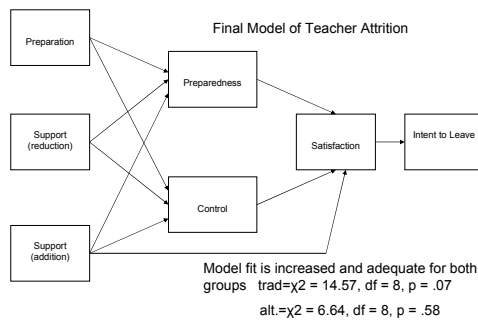 Final Model of Teacher Attrition
Preparation
Preparedness
Support
(reduction)
Satisfaction
Intent to Leave
Control
Support
(addition)
Model fit is increased and adequate for both
groups trad=χ2 = 14.57, df = 8, p = .07
alt.=χ2 = 6.64, df = 8, p = .58